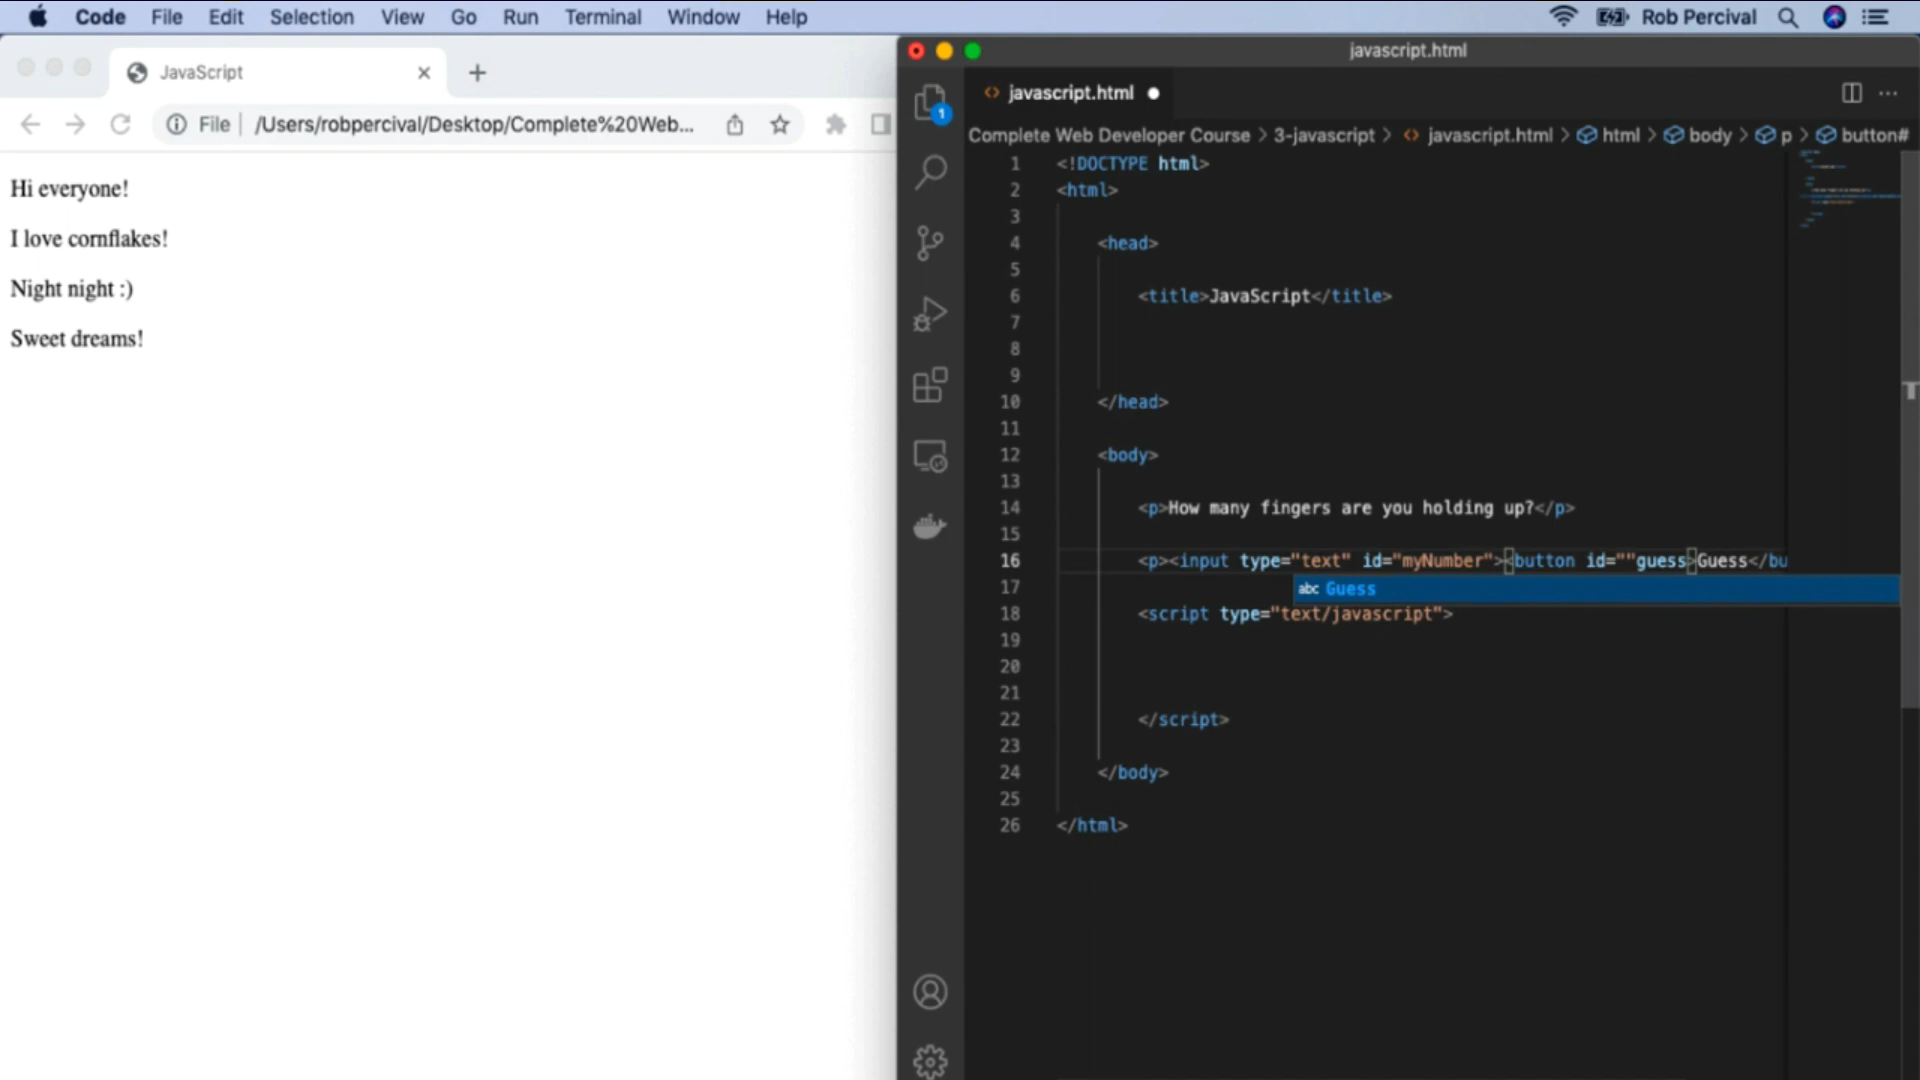 Code File Edit Selection View Go Run Terminal Window Help Rob Percival
JavaScript
File /Users/robpercival/Desktop/Complete%20Web...
Hi everyone!
I love cornflakes!
Night night :)
Sweet dreams!
javascript.html
1
javascript.html
Complete Web Developer Course > 3-javascript > javascript.html > html > body > p > button#
1 <!DOCTYPE html>
2 <html>
3
4 <head>
5
6 <title>JavaScript</title>
7
8
9
10 </head>
11
12 <body>
13
14 <p>How many fingers are you holding up?</p>
15
16 <p><input type="text" id="myNumber"><button id=""guess>Guess</bu
abc Guess
17
18 <script type="text/javascript">
19
20
21
22 </script>
23
24 </body>
25
26 </html>